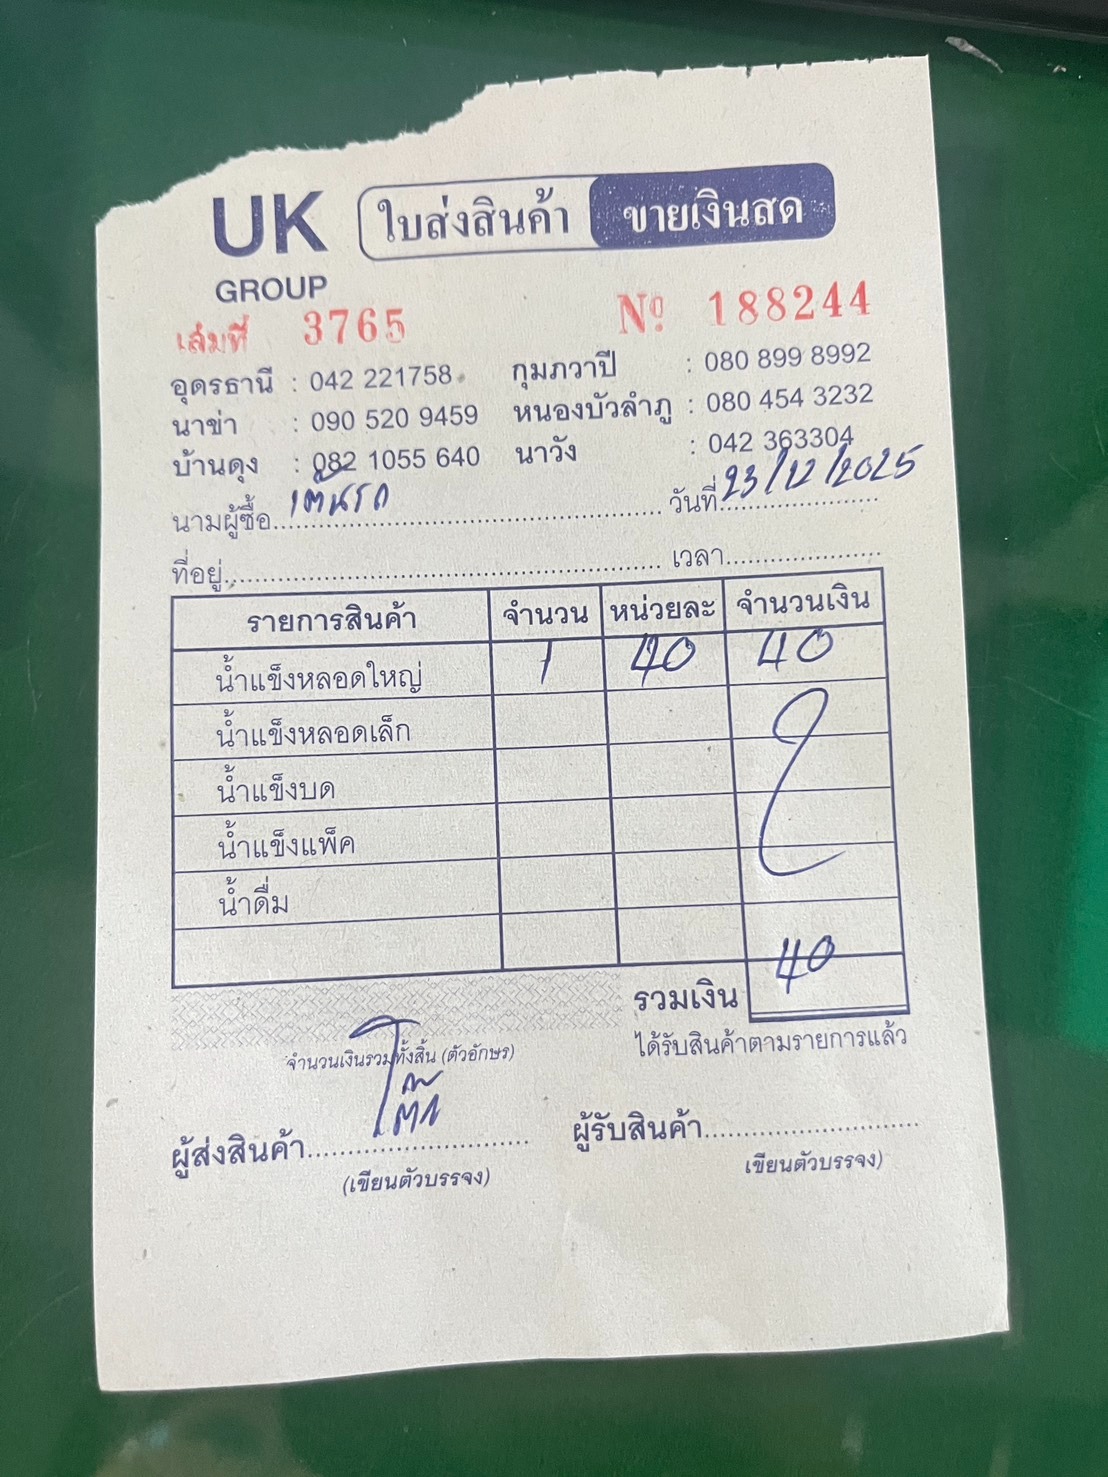 UK ใบส่งสินค้า ขายเงินสด
GROUP
เล่มที่ 3765 Nº 188244
อุดรธานี : 042 221758 กุมภวาปี : 080 899 8992
นาข่า : 090 520 9459 หนองบัวลำภู : 080 454 3232
บ้านดุง : 082 1055 640 นาวัง : 042 363304
นามผู้ซื้อ วันที่ 23/12/2025
ที่อยู่ เวลา
รายการสินค้า จำนวน หน่วยละ จำนวนเงิน
น้ำแข็งหลอดใหญ่ 1 40 40
น้ำแข็งหลอดเล็ก
น้ำแข็งบด
น้ำแข็งแพ็ค
น้ำดื่ม
40
รวมเงิน
จำนวนเงินรวมทั้งสิ้น (ตัวอักษร) ได้รับสินค้าตามรายการแล้ว
ผู้ส่งสินค้า ผู้รับสินค้า
(เขียนตัวบรรจง) เขียนตัวบรรจง)